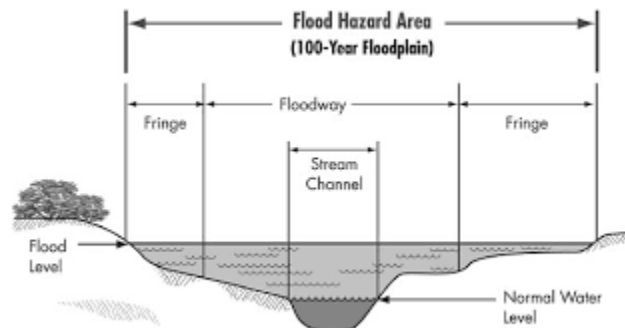 Flood Hazard Area
(100-Year Floodplain)
Floodway
Fringe
Fringe
Stream
Channel
Flood
Level
Normal Water
Level